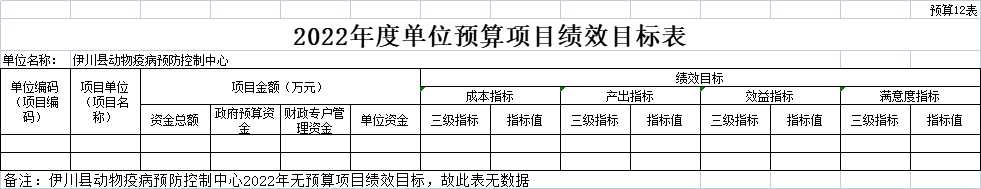 预算12表
2022年度单位预算项目绩效目标表
单位名称： 伊川县动物疫病预防控制中心
单位编码（项目编码） 项目单位（项目名称） 项目金额（万元） 绩效目标
成本指标 产出指标 效益指标 满意度指标
资金总额 政府预算资金 财政专户管理资金 单位资金 三级指标 指标值 三级指标 指标值 三级指标 指标值 三级指标 指标值
备注：伊川县动物疫病预防控制中心2022年无预算项目绩效目标，故此表无数据